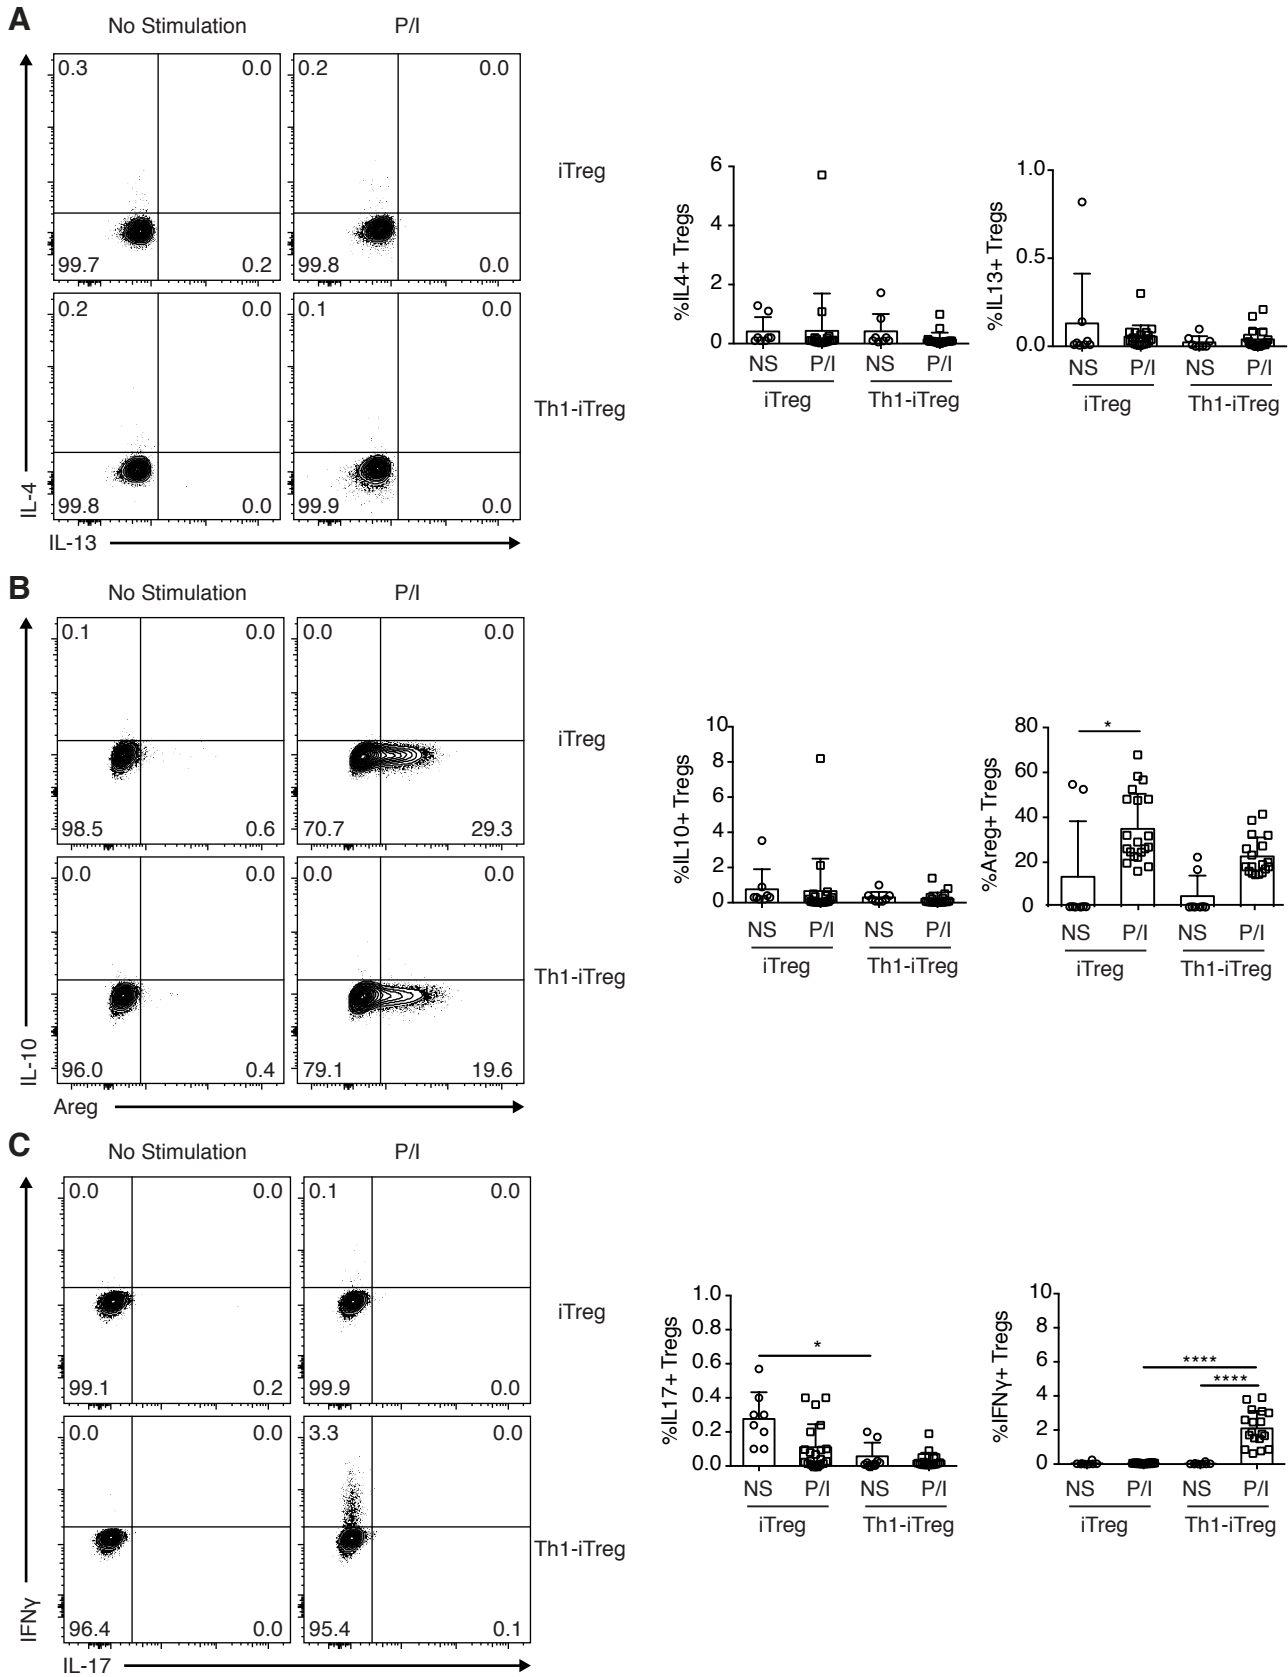 A
No Stimulation P/I
0.3 0.0 0.2 0.0
iTreg
99.7 0.2 99.8 0.0
0.2 0.0 0.1 0.0
Th1-iTreg
99.8 0.0 99.9 0.0
IL-4
IL-13
%IL4+ Tregs
6
4
2
0
NS P/I NS P/I
iTreg Th1-iTreg
%IL13+ Tregs
1.0
0.5
0.0
NS P/I NS P/I
iTreg Th1-iTreg
B
No Stimulation P/I
0.1 0.0 0.0 0.0
iTreg
98.5 0.6 70.7 29.3
0.0 0.0 0.0 0.0
Th1-iTreg
96.0 0.4 79.1 19.6
IL-10
Areg
%IL10+ Tregs
10
8
6
4
2
0
NS P/I NS P/I
iTreg Th1-iTreg
%Areg+ Tregs
80
60
40
20
0
*
NS P/I NS P/I
iTreg Th1-iTreg
C
No Stimulation P/I
0.0 0.0 0.1 0.0
iTreg
99.1 0.2 99.9 0.0
0.0 0.0 3.3 0.0
Th1-iTreg
96.4 0.0 95.4 0.1
IFNγ
IL-17
%IL17+ Tregs
1.0
0.8
0.6
0.4
0.2
0.0
*
NS P/I NS P/I
iTreg Th1-iTreg
%IFNγ+ Tregs
10
8
6
4
2
0
****
****
NS P/I NS P/I
iTreg Th1-iTreg